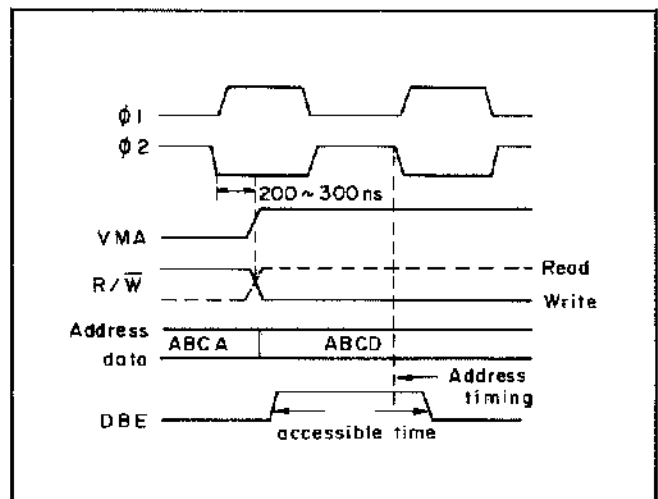 φ1
φ2
200 ~ 300 ns
VMA
R/W̅
Read
Write
Address
data
ABCA
ABCD
Address
timing
DBE
accessible time